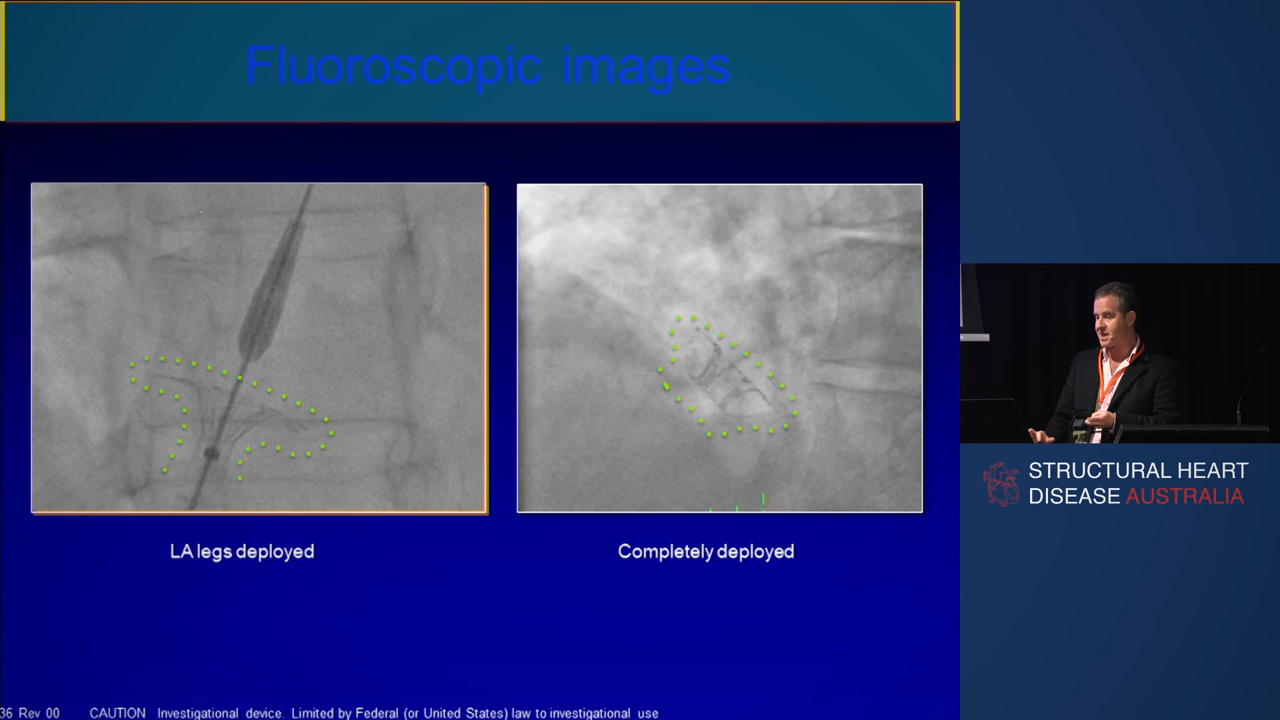 Fluoroscopic images
LA legs deployed
Completely deployed
36 Rev 00 CAUTION Investigational device. Limited by Federal (or United States) law to investigational use
STRUCTURAL HEART
DISEASE AUSTRALIA